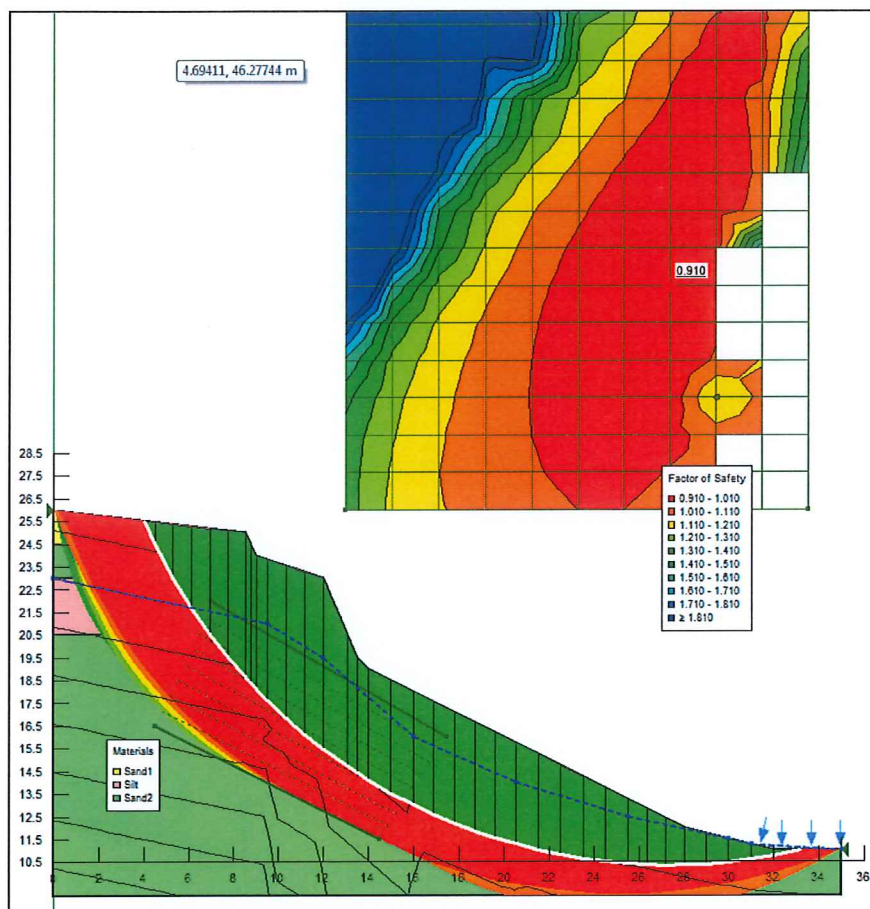 4.69411, 46.27744 m
0.910
Factor of Safety
0.910 - 1.010
1.010 - 1.110
1.110 - 1.210
1.210 - 1.310
1.310 - 1.410
1.410 - 1.510
1.510 - 1.610
1.610 - 1.710
1.710 - 1.810
≥ 1.810
28.5
27.5
26.5
25.5
24.5
23.5
22.5
21.5
20.5
19.5
18.5
17.5
16.5
15.5
14.5
13.5
12.5
11.5
10.5
Materials
Sand1
Silt
Sand2
0 2 4 6 8 10 12 14 16 18 20 22 24 26 28 30 32 34 36